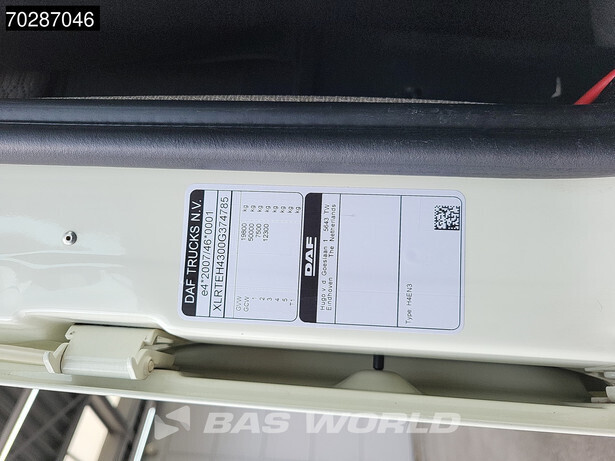 70287046
DAF TRUCKS N.V.
e4*2007/46*0001
XLRTEH4300G374785
GVW 19800 kg
GCW 50000 kg
1 7500 kg
2 12300 kg
3 kg
4 kg
5 kg
T kg
DAF
Hugo v. d. Goeslaan 1 5643 TW
Eindhoven The Netherlands
Type: H4EN3
BAS WORLD